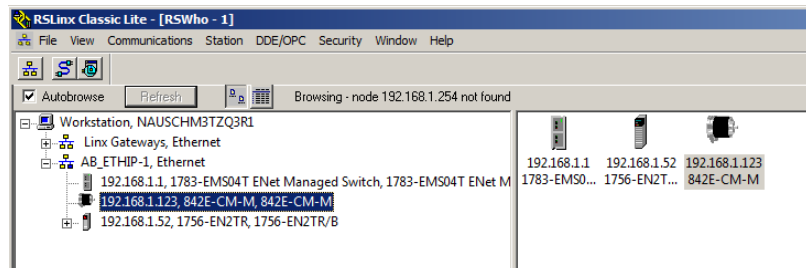 RSLinx Classic Lite - [RSWho - 1]
File View Communications Station DDE/OPC Security Window Help
Autobrowse Refresh Browsing - node 192.168.1.254 not found
Workstation, NAUSCHM3TZQ3R1
Linx Gateways, Ethernet
AB_ETHIP-1, Ethernet
192.168.1.1, 1783-EMS04T ENet Managed Switch, 1783-EMS04T ENet M
192.168.1.123, 842E-CM-M, 842E-CM-M
192.168.1.52, 1756-EN2TR, 1756-EN2TR/B
192.168.1.1 192.168.1.52 192.168.1.123
1783-EMS0... 1756-EN2T... 842E-CM-M